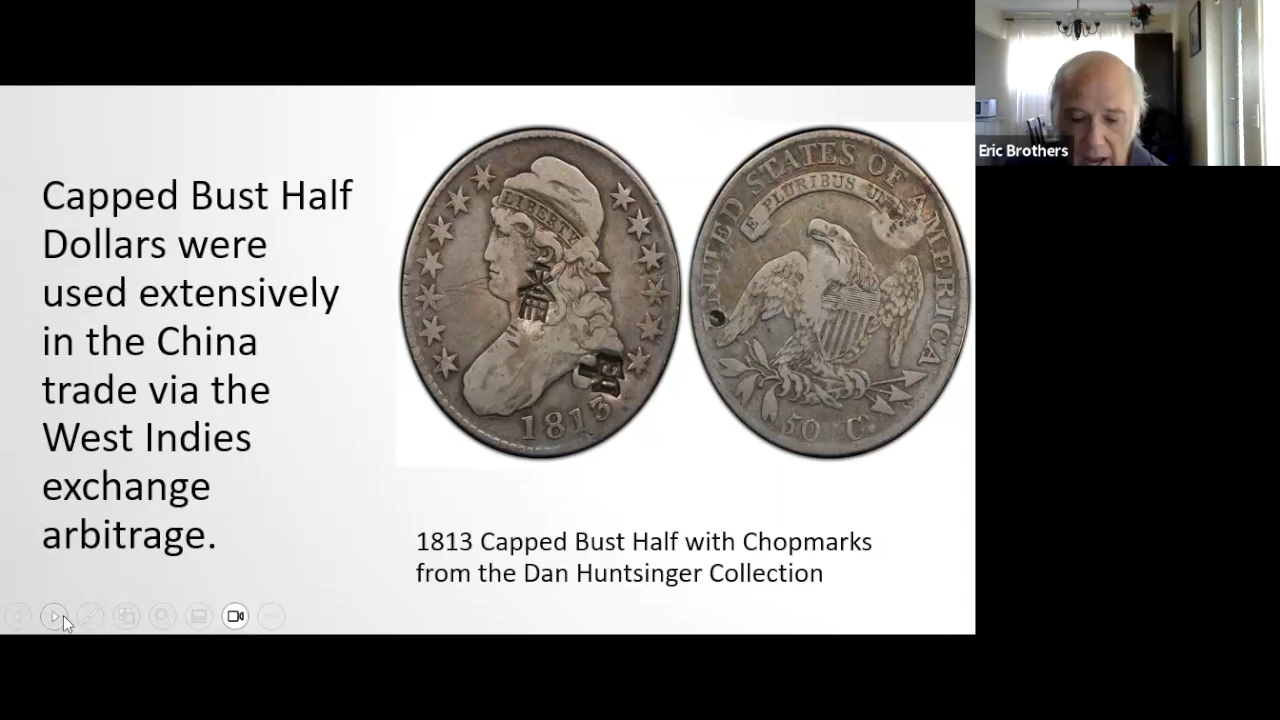 Capped Bust Half
Dollars were
used extensively
in the China
trade via the
West Indies
exchange
arbitrage.
LIBERTY
1813
UNITED STATES OF AMERICA
E PLURIBUS
50 C.
1813 Capped Bust Half with Chopmarks
from the Dan Huntsinger Collection
Eric Brothers